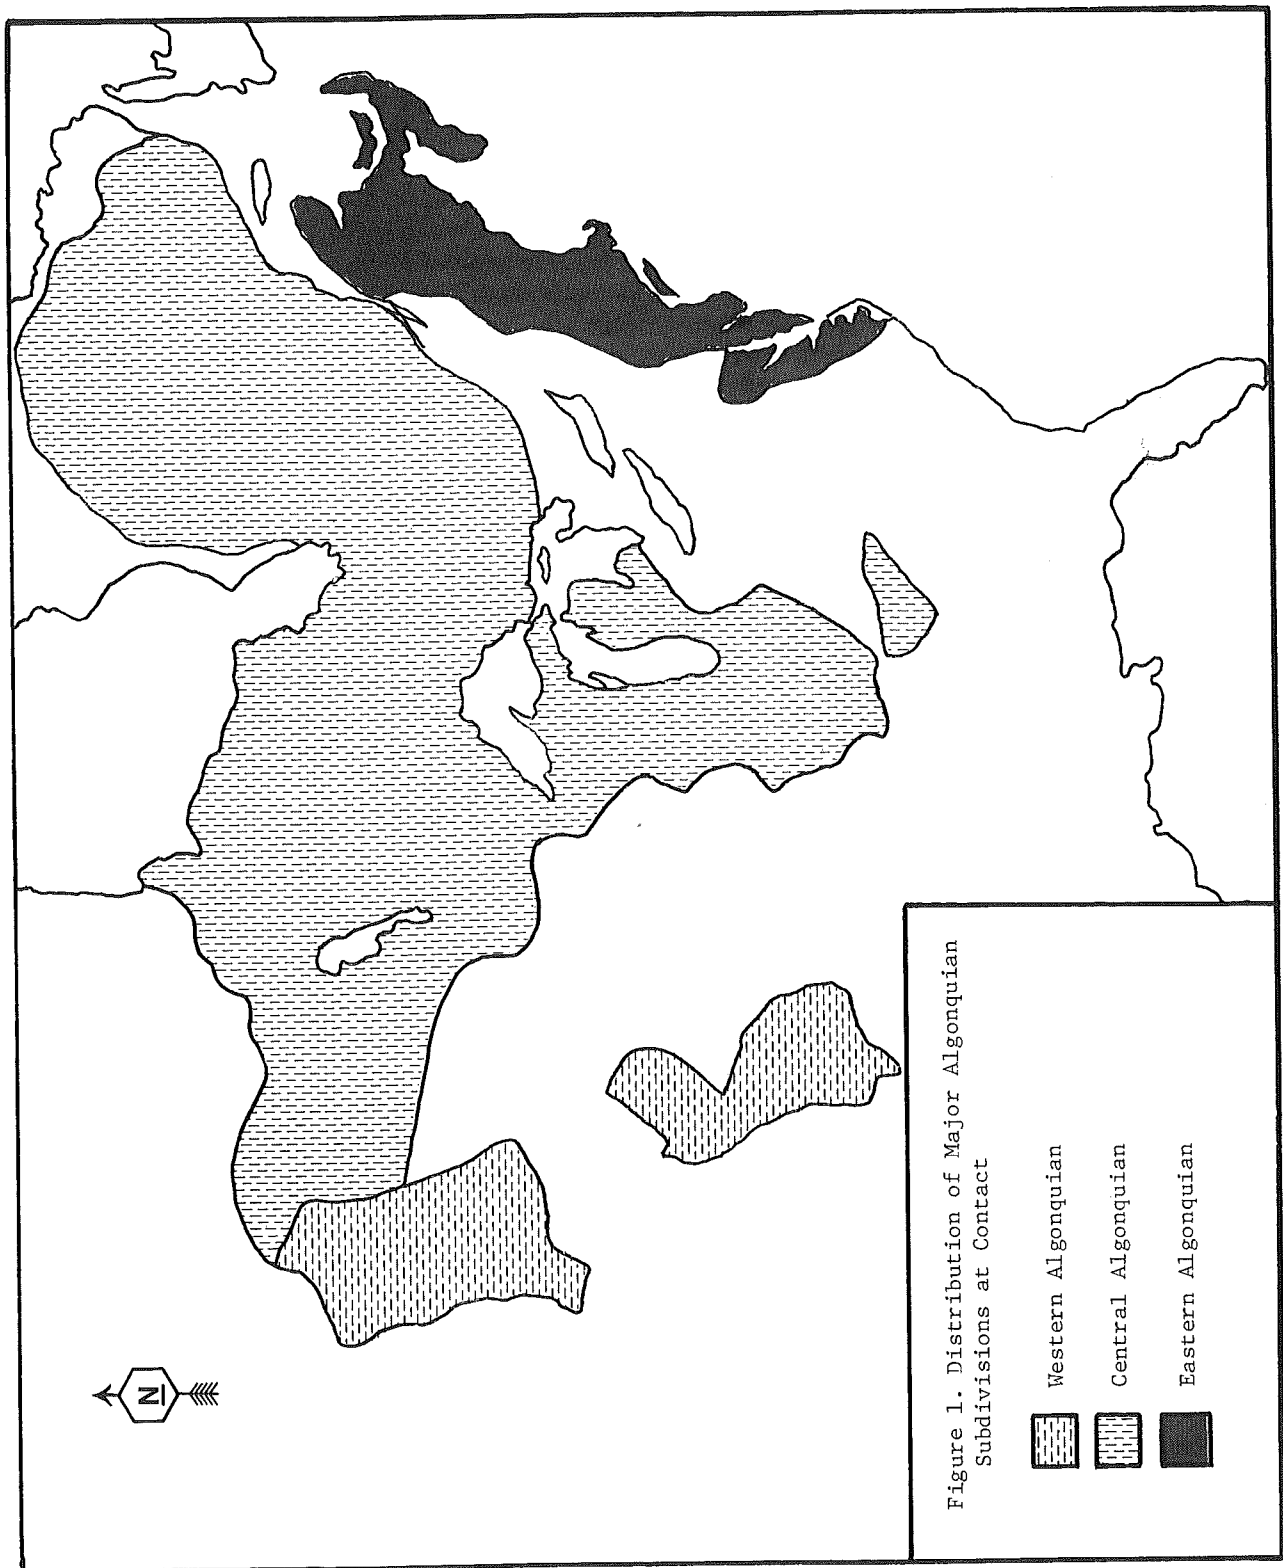 N
Figure 1. Distribution of Major Algonquian
Subdivisions at Contact
Western Algonquian
Central Algonquian
Eastern Algonquian